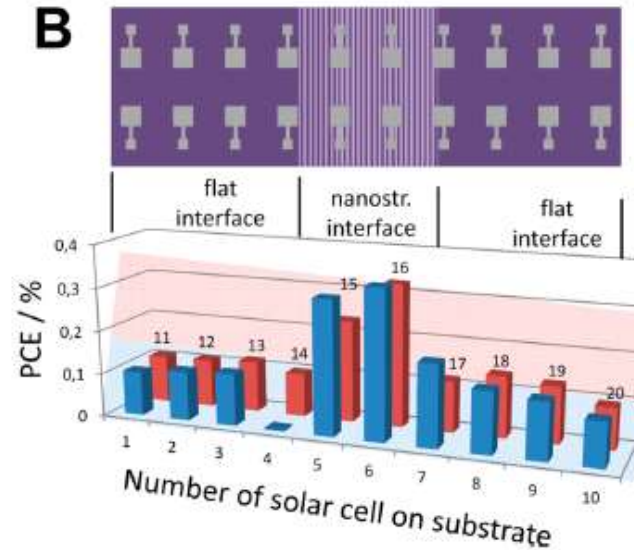 B
flat
interface
nanostr.
interface
flat
interface
PCE / %
0,4
0,3
0,2
0,1
0
11 12 13 14 15 16 17 18 19 20
1 2 3 4 5 6 7 8 9 10
Number of solar cell on substrate